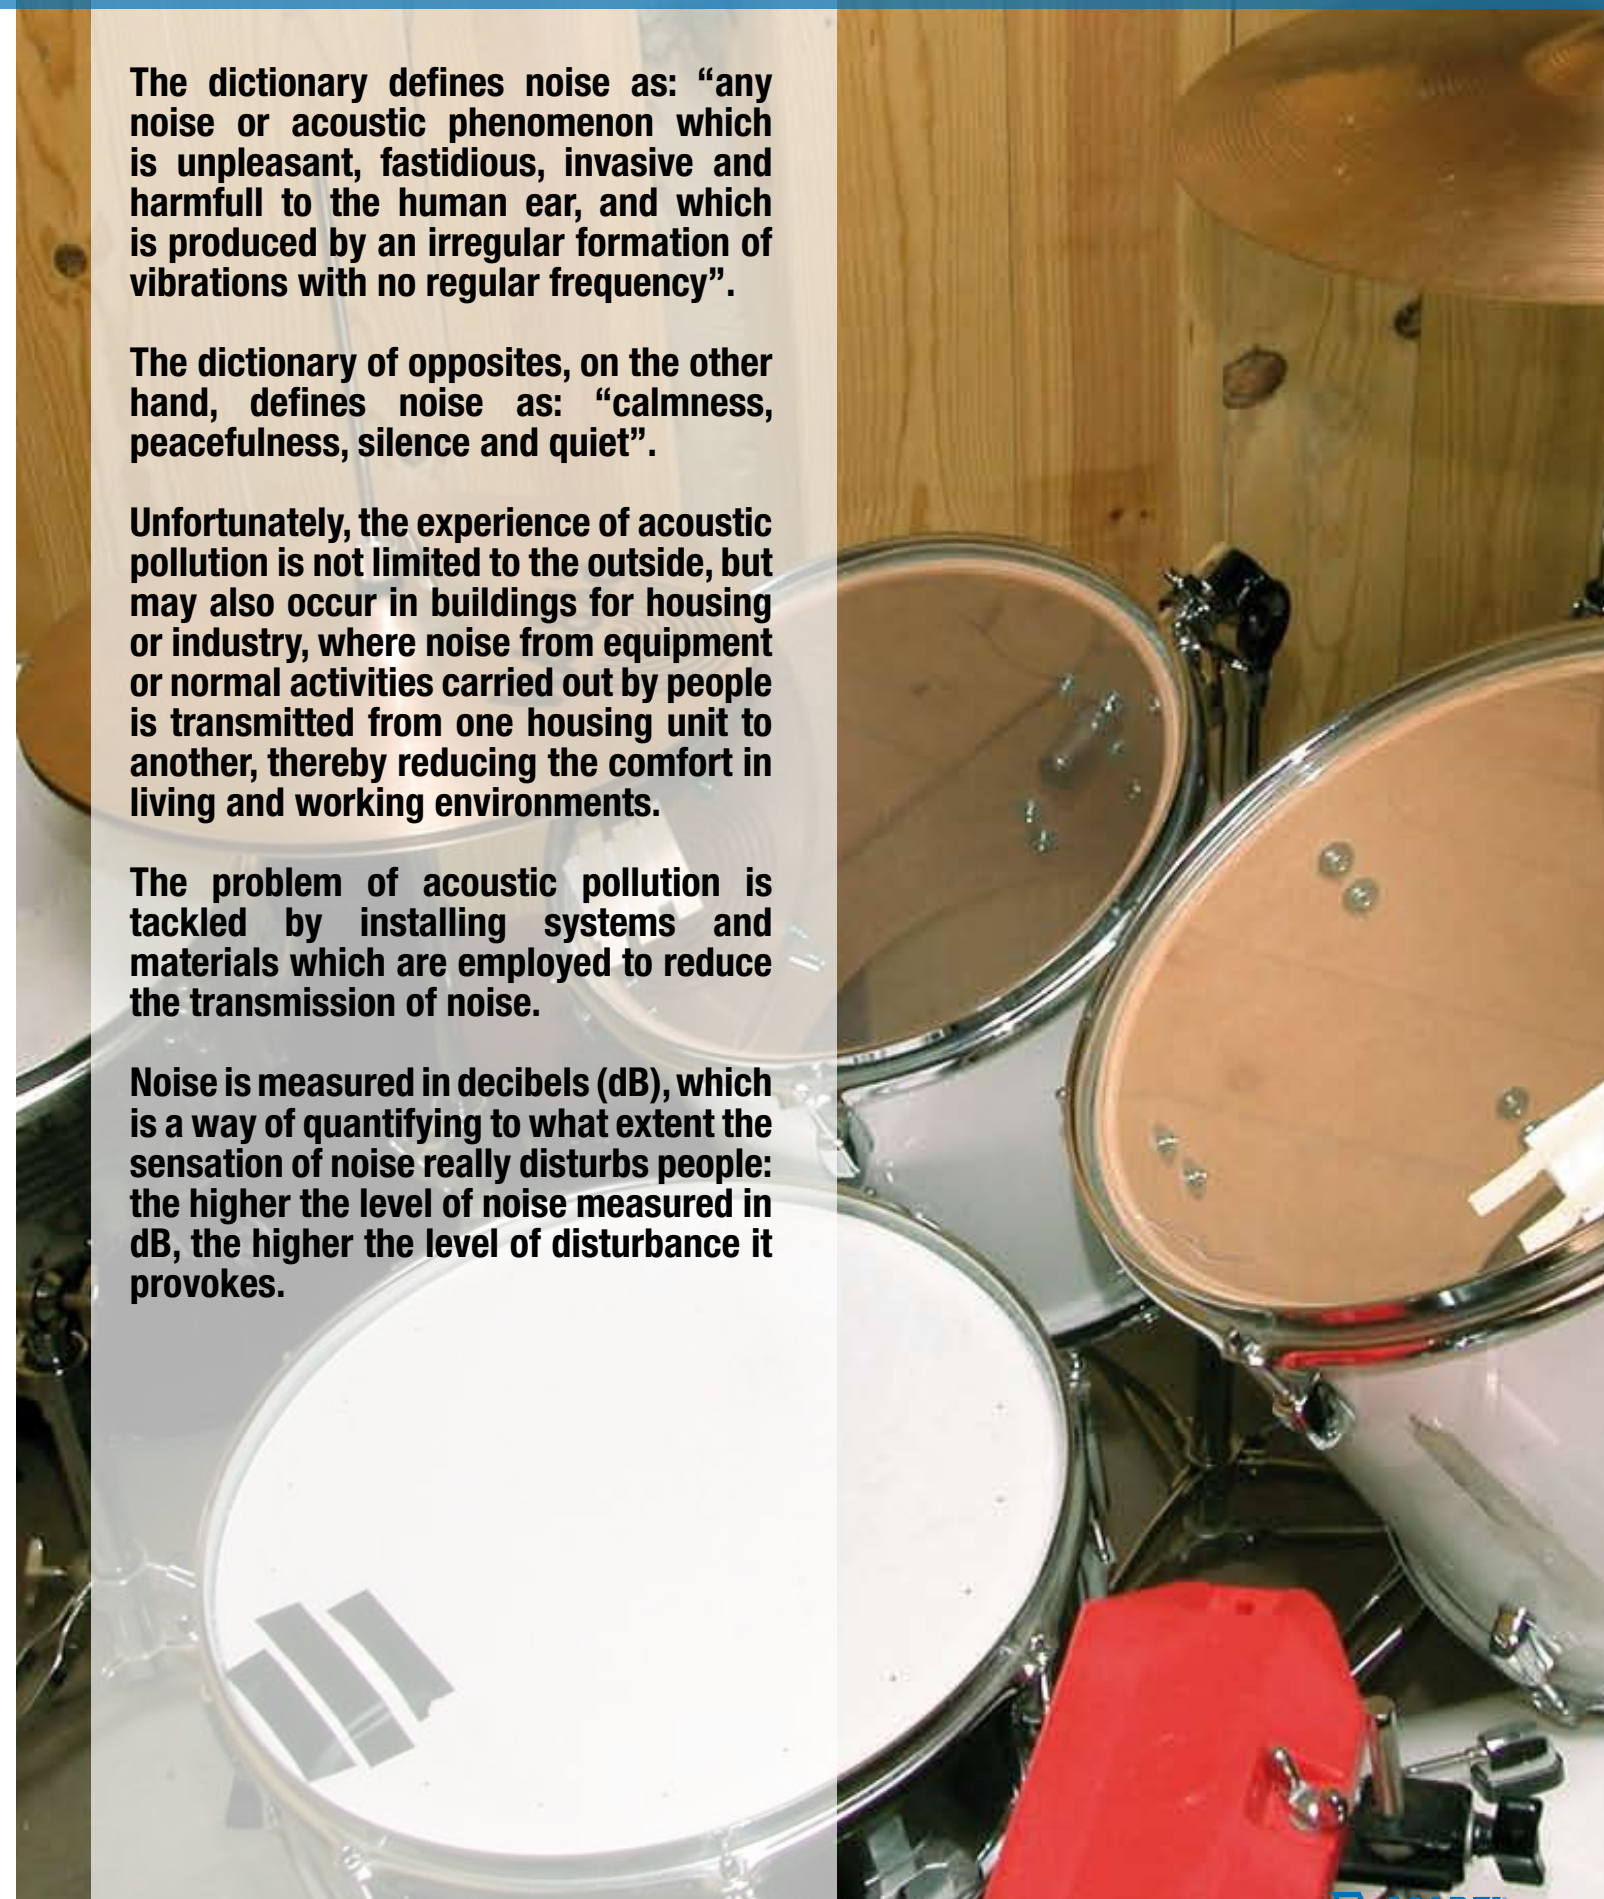 The dictionary defines noise as: “any
noise or acoustic phenomenon which
is unpleasant, fastidious, invasive and
harmfull to the human ear, and which
is produced by an irregular formation of
vibrations with no regular frequency”.
The dictionary of opposites, on the other
hand, defines noise as: “calmness,
peacefulness, silence and quiet”.
Unfortunately, the experience of acoustic
pollution is not limited to the outside, but
may also occur in buildings for housing
or industry, where noise from equipment
or normal activities carried out by people
is transmitted from one housing unit to
another, thereby reducing the comfort in
living and working environments.
The problem of acoustic pollution is
tackled by installing systems and
materials which are employed to reduce
the transmission of noise.
Noise is measured in decibels (dB), which
is a way of quantifying to what extent the
sensation of noise really disturbs people:
the higher the level of noise measured in
dB, the higher the level of disturbance it
provokes.